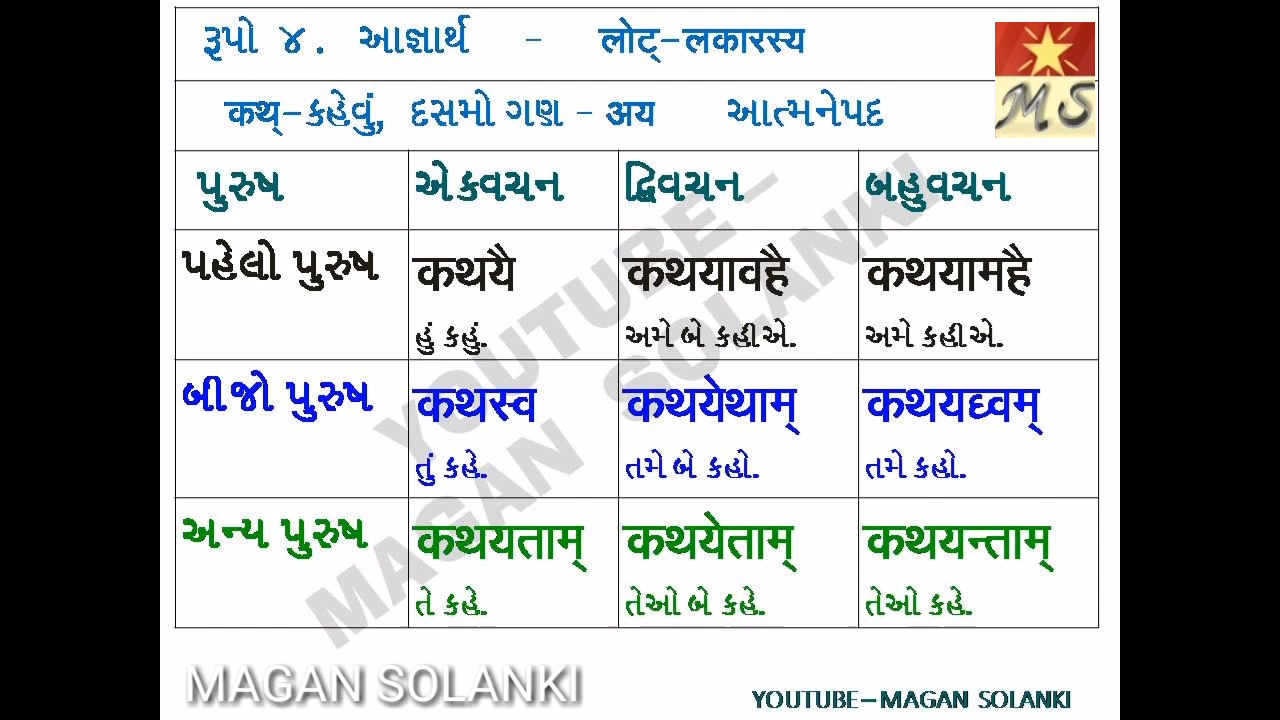 રૂપો ૪. આજ્ઞાર્થ - लोट्-लकारस्य
कथ्-કહેવું, દસમો ગણ - अय આત્મનેપદ
MS
પુરુષ એકવચન દ્વિવચન બહુવચન
પહેલો પુરુષ कथयै कथयावहै कथयामहै
હું કહું. અમે બે કહીએ. અમે કહીએ.
બીજો પુરુષ कथस्व कथयेथाम् कथयध्वम्
તું કહે. તમે બે કહો. તમે કહો.
અન્ય પુરુષ कथयताम् कथयेताम् कथयन्ताम्
તે કહે. તેઓ બે કહે. તેઓ કહે.
YOUTUBE-
MAGAN SOLANKI
MAGAN SOLANKI
YOUTUBE-MAGAN SOLANKI